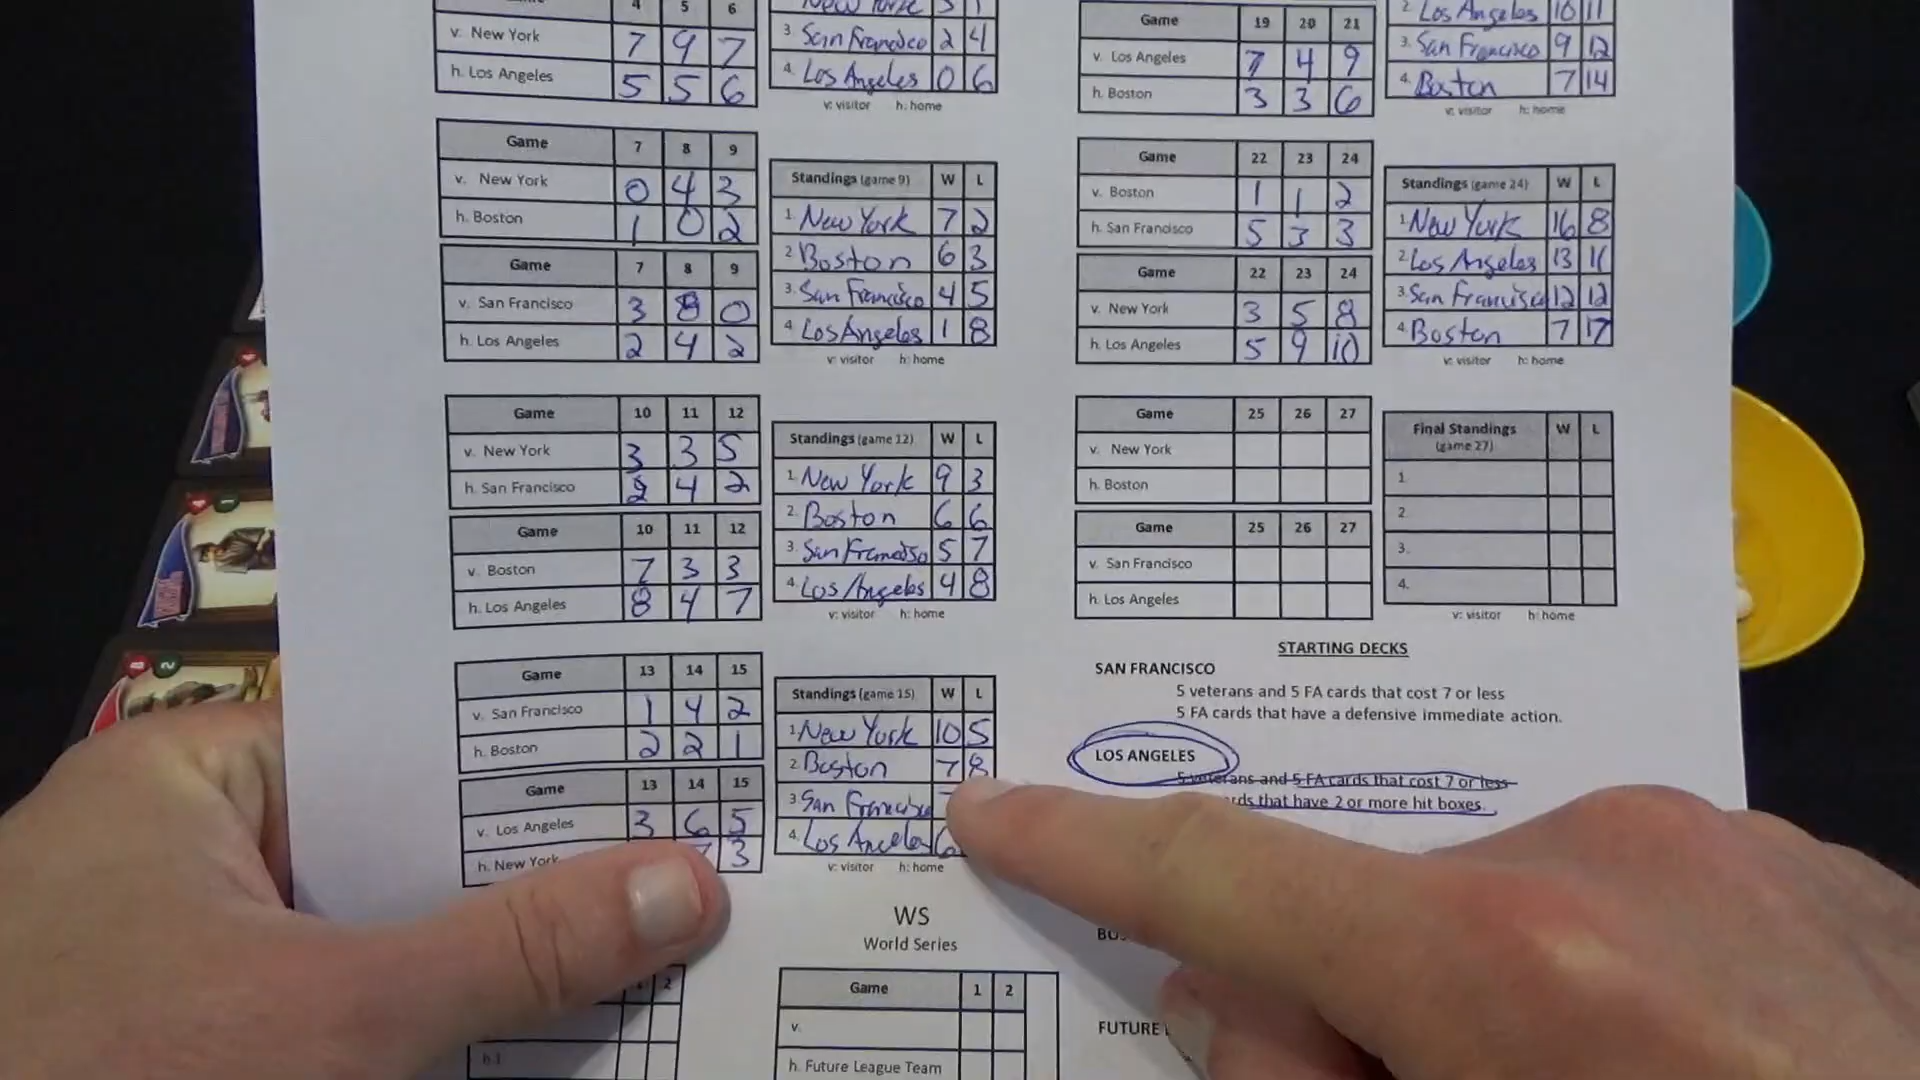 4 5 6
v. New York 7 9 7
h. Los Angeles 5 5 6
New York 5 1
3. San Francisco 2 4
4. Los Angeles 0 6
v: visitor h: home
Game 7 8 9
v. New York 0 4 3
h. Boston 1 0 2
Game 7 8 9
v. San Francisco 3 8 0
h. Los Angeles 2 4 2
Standings (game 9) W L
1. New York 7 2
2 Boston 6 3
3. San Francisco 4 5
4. Los Angeles 1 8
v: visitor h: home
Game 10 11 12
v. New York 3 3 5
h. San Francisco 2 4 2
Game 10 11 12
v. Boston 7 3 3
h. Los Angeles 8 4 7
Standings (game 12) W L
1. New York 9 3
2. Boston 6 6
3. San Francisco 5 7
4. Los Angeles 4 8
v: visitor h: home
Game 13 14 15
v. San Francisco 1 4 2
h. Boston 2 2 1
Game 13 14 15
v. Los Angeles 3 6 5
h. New York 3
Standings (game 15) W L
1. New York 10 5
2. Boston 7 8
3. San Francisco
4. Los Angeles 6
v: visitor h: home
WS
World Series
Game 1 2
v.
h. Future League Team
2
Game 19 20 21
v. Los Angeles 7 4 9
h. Boston 3 3 6
2. Los Angeles 10 11
3. San Francisco 9 12
4. Boston 7 14
v: visitor h: home
Game 22 23 24
v. Boston 1 1 2
h. San Francisco 5 3 3
Game 22 23 24
v. New York 3 5 8
h. Los Angeles 5 9 10
Standings (game 24) W L
1. New York 16 8
2. Los Angeles 13 11
3. San Francisco 12 12
4. Boston 7 17
v: visitor h: home
Game 25 26 27
v. New York
h. Boston
Game 25 26 27
v. San Francisco
h. Los Angeles
Final Standings W L
(game 27)
1.
2.
3.
4.
v: visitor h: home
STARTING DECKS
SAN FRANCISCO
5 veterans and 5 FA cards that cost 7 or less
5 FA cards that have a defensive immediate action.
LOS ANGELES
5 veterans and 5 FA cards that cost 7 or less
that have 2 or more hit boxes.
FUTURE